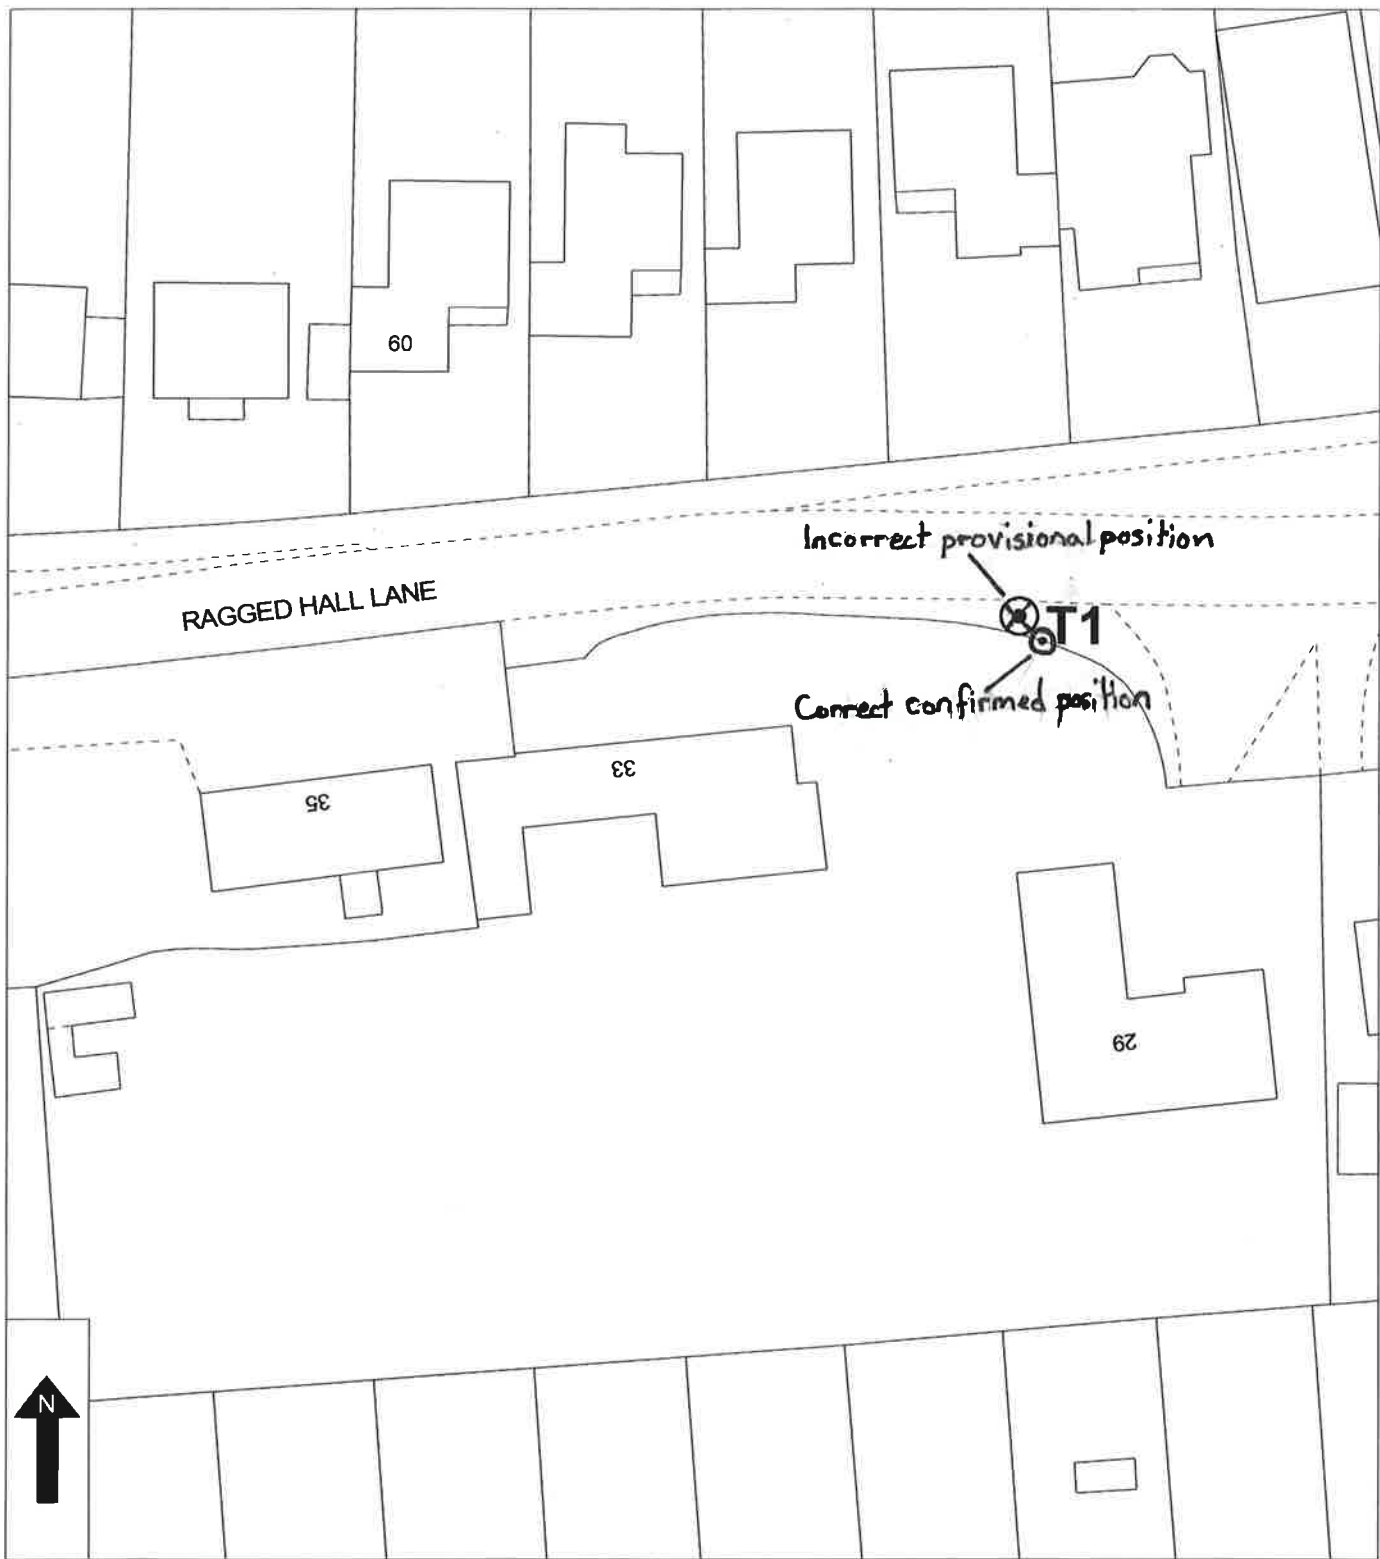 60
Incorrect provisional position
RAGGED HALL LANE
T1
Correct confirmed position
33
35
29
N